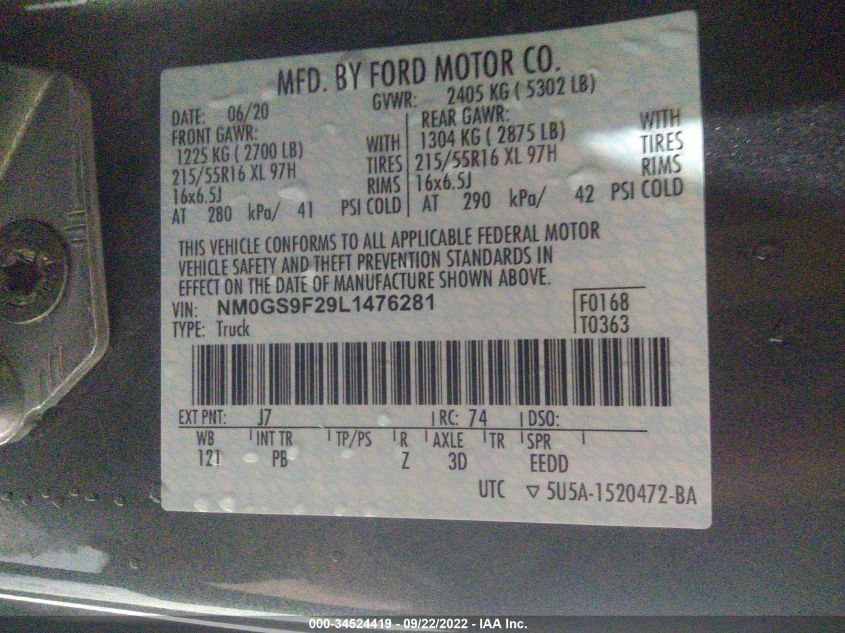 MFD. BY FORD MOTOR CO.
DATE: 06/20 GVWR: 2405 KG ( 5302 LB)
FRONT GAWR: WITH
1225 KG ( 2700 LB) TIRES
215/55R16 XL 97H RIMS
16x6.5J
AT 280 kPa/ 41 PSI COLD
REAR GAWR: WITH
1304 KG ( 2875 LB) TIRES
215/55R16 XL 97H RIMS
16x6.5J
AT 290 kPa/ 42 PSI COLD
THIS VEHICLE CONFORMS TO ALL APPLICABLE FEDERAL MOTOR
VEHICLE SAFETY AND THEFT PREVENTION STANDARDS IN
EFFECT ON THE DATE OF MANUFACTURE SHOWN ABOVE.
VIN: NM0GS9F29L1476281 F0168
TYPE: Truck T0363
EXT PNT: J7 RC: 74 DSO:
WB INT TR TP/PS R AXLE TR SPR
121 PB Z 3D EEDD
UTC ▽ 5U5A-1520472-BA
000-34524419 - 09/22/2022 - IAA Inc.